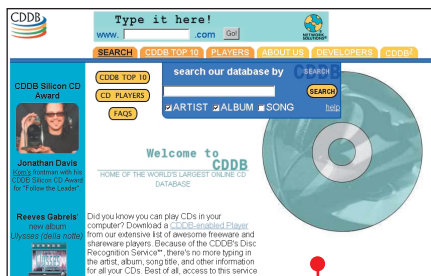 CDDB
Type it here!
www. .com Go!
NETWORK SOLUTIONS
SEARCH CDDB TOP 10 PLAYERS ABOUT US DEVELOPERS CDDB²
CDDB Silicon CD
Award
Jonathan Davis
Korn's frontman with his
CDDB Silicon CD Award
for "Follow the Leader"
Reeves Gabrels'
new album
Ulysses (della notte)
CDDB TOP 10
CD PLAYERS
FAQS
search our database by
CDDB
SEARCH
SEARCH
ARTIST ALBUM SONG help
Welcome to
CDDB
HOME OF THE WORLD'S LARGEST ONLINE CD
DATABASE
Did you know you can play CDs in your
computer? Download a CDDB-enabled Player
from our extensive list of awesome freeware and
shareware players. Because of the CDDB's Disc
Recognition Service℠, there's no more typing in
the artist, album, song title, and other information
for all your CDs. Best of all, access to this service